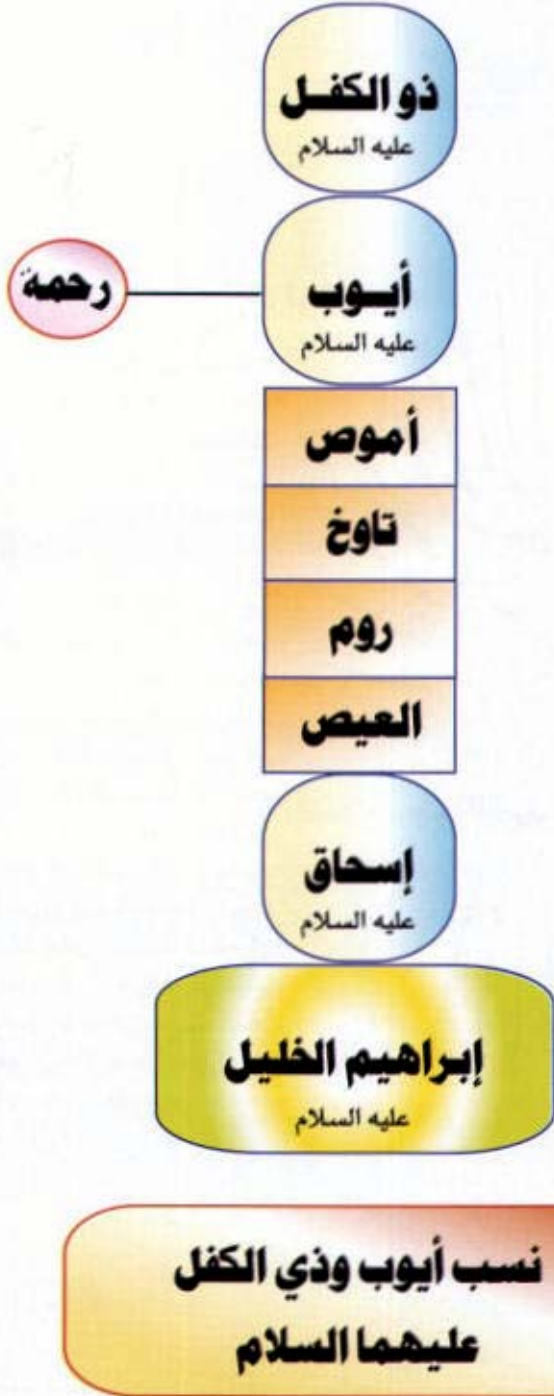 ذو الكفل
عليه السلام
أيوب
عليه السلام
رحمة
أموص
تاوخ
روم
العيص
إسحاق
عليه السلام
إبراهيم الخليل
عليه السلام
نسب أيوب وذي الكفل
عليهما السلام